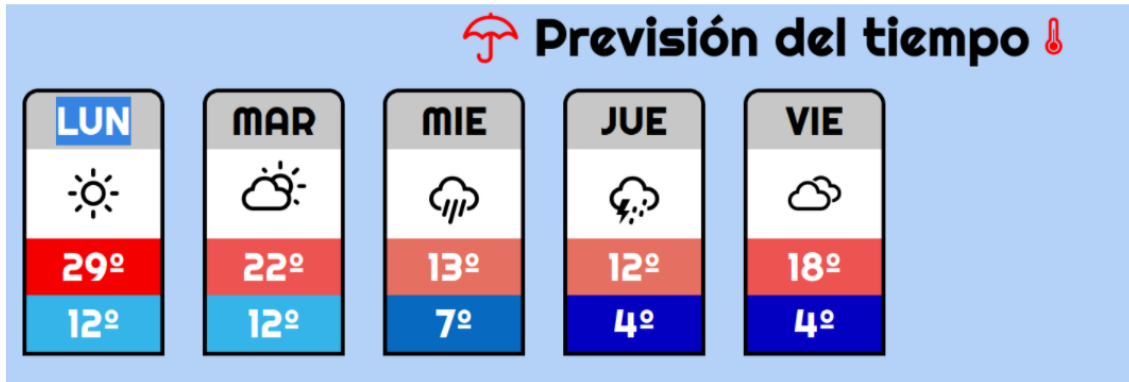 Previsión del tiempo
LUN MAR MIE JUE VIE
29º 22º 13º 12º 18º
12º 12º 7º 4º 4º